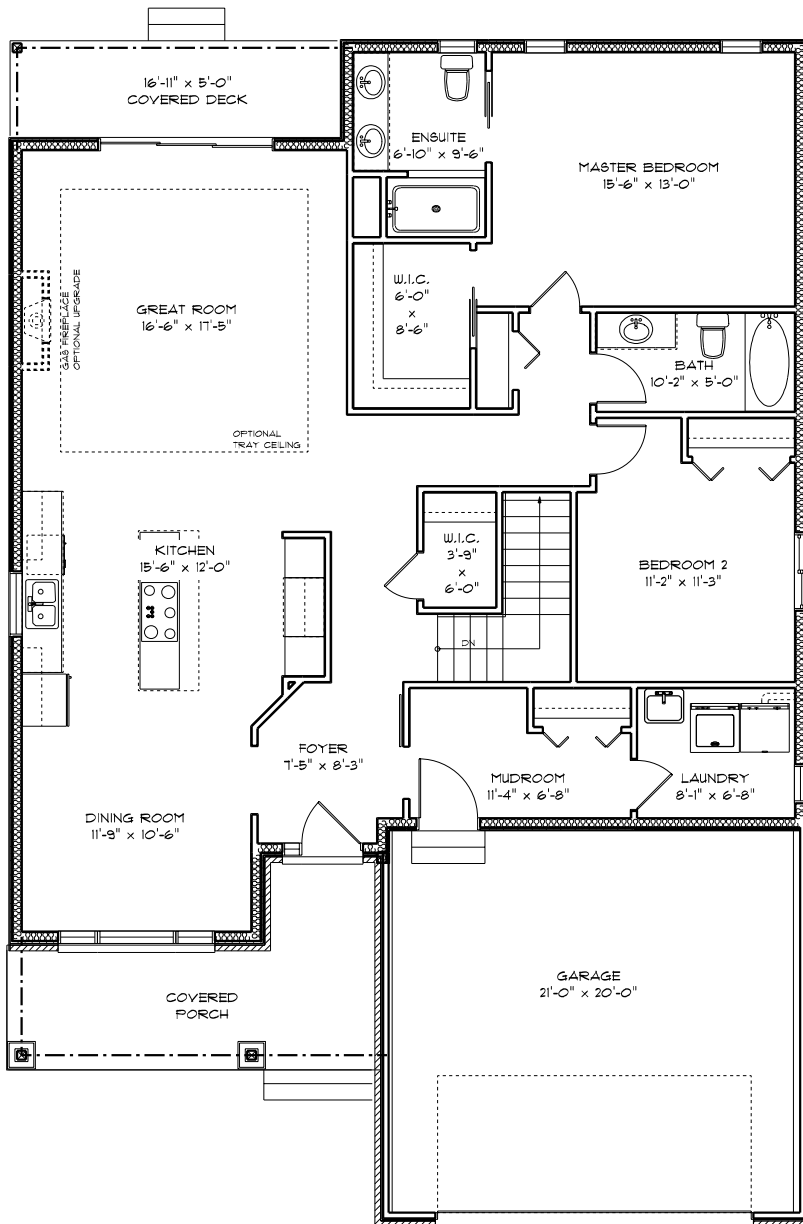 16'-11" x 5'-0"
COVERED DECK
ENSUITE
6'-10" x 9'-6"
MASTER BEDROOM
15'-6" x 13'-0"
GREAT ROOM
16'-6" x 17'-5"
GAS FIREPLACE
OPTIONAL UPGRADE
W.I.C.
6'-0"
x
8'-6"
BATH
10'-2" x 5'-0"
OPTIONAL
TRAY CEILING
KITCHEN
15'-6" x 12'-0"
W.I.C.
3'-9"
x
6'-0"
BEDROOM 2
11'-2" x 11'-3"
DN
FOYER
7'-5" x 8'-3"
MUDROOM
11'-4" x 6'-8"
LAUNDRY
8'-1" x 6'-8"
DINING ROOM
11'-9" x 10'-6"
GARAGE
21'-0" x 20'-0"
COVERED
PORCH